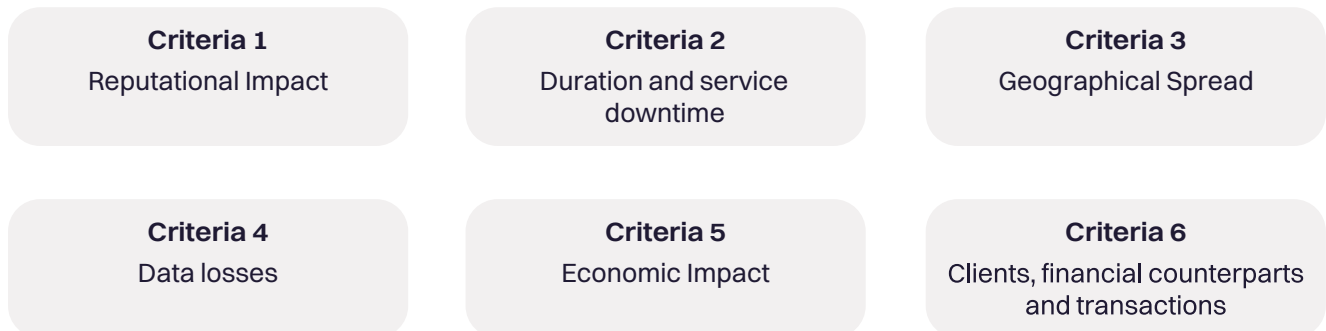 Criteria 1
Reputational Impact
Criteria 2
Duration and service
downtime
Criteria 3
Geographical Spread
Criteria 4
Data losses
Criteria 5
Economic Impact
Criteria 6
Clients, financial counterparts
and transactions